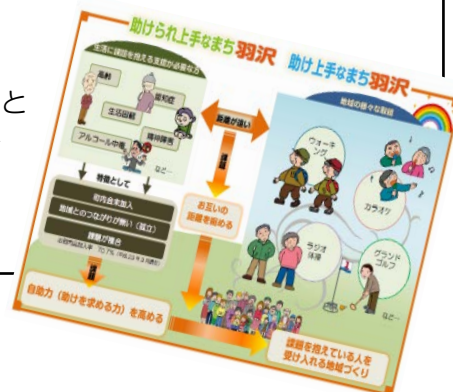 と
助けられ上手なまち羽沢
助け上手なまち羽沢
生活に課題を抱える支援が必要な方
高齢
認知症
生活困窮
アルコール中毒
精神障害
など…
距離が遠い
地域の様々な取組
ウォー
キング
カラオケ
ラジオ
体操
グランド
ゴルフ
など…
特徴として
町内会未加入
地域とのつながりが無い（孤立）
課題が複合
課題
お互いの
距離を縮める
自助力（助けを求める力）を高める
課題を抱えている人を
受け入れる地域づくり